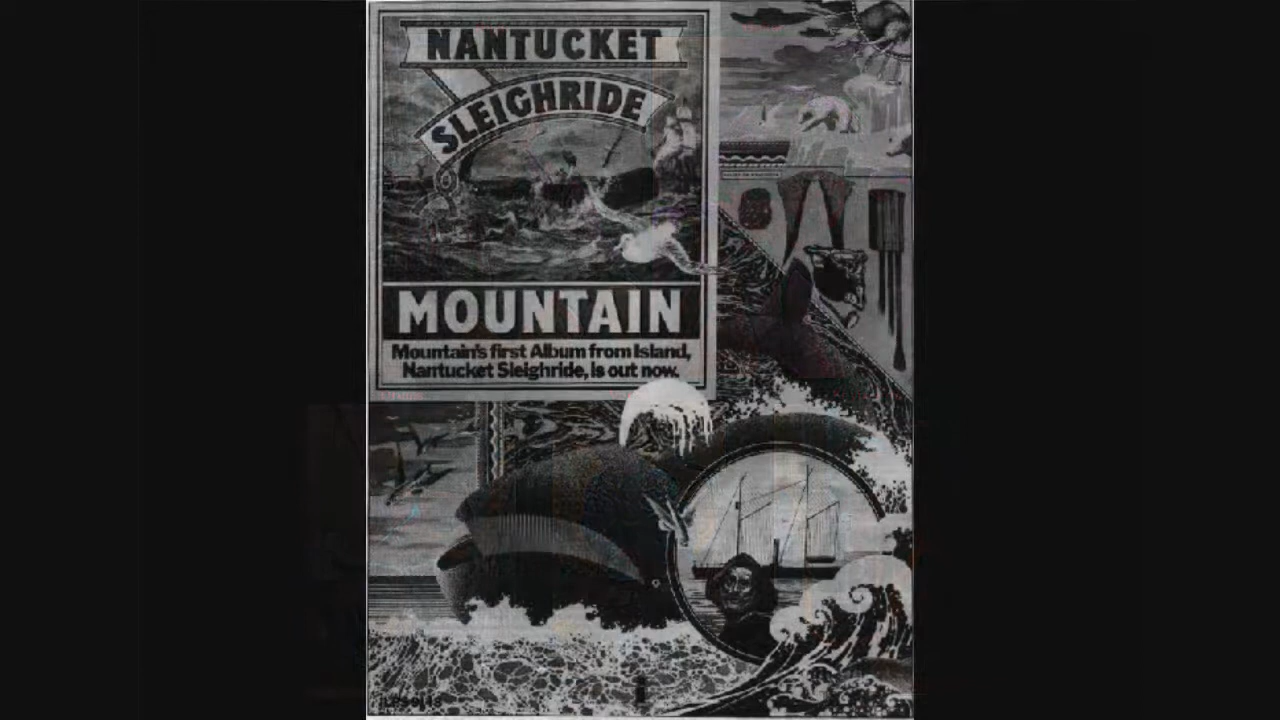 NANTUCKET
SLEIGHRIDE
MOUNTAIN
Mountain's first Album from Island,
Nantucket Sleighride, is out now.